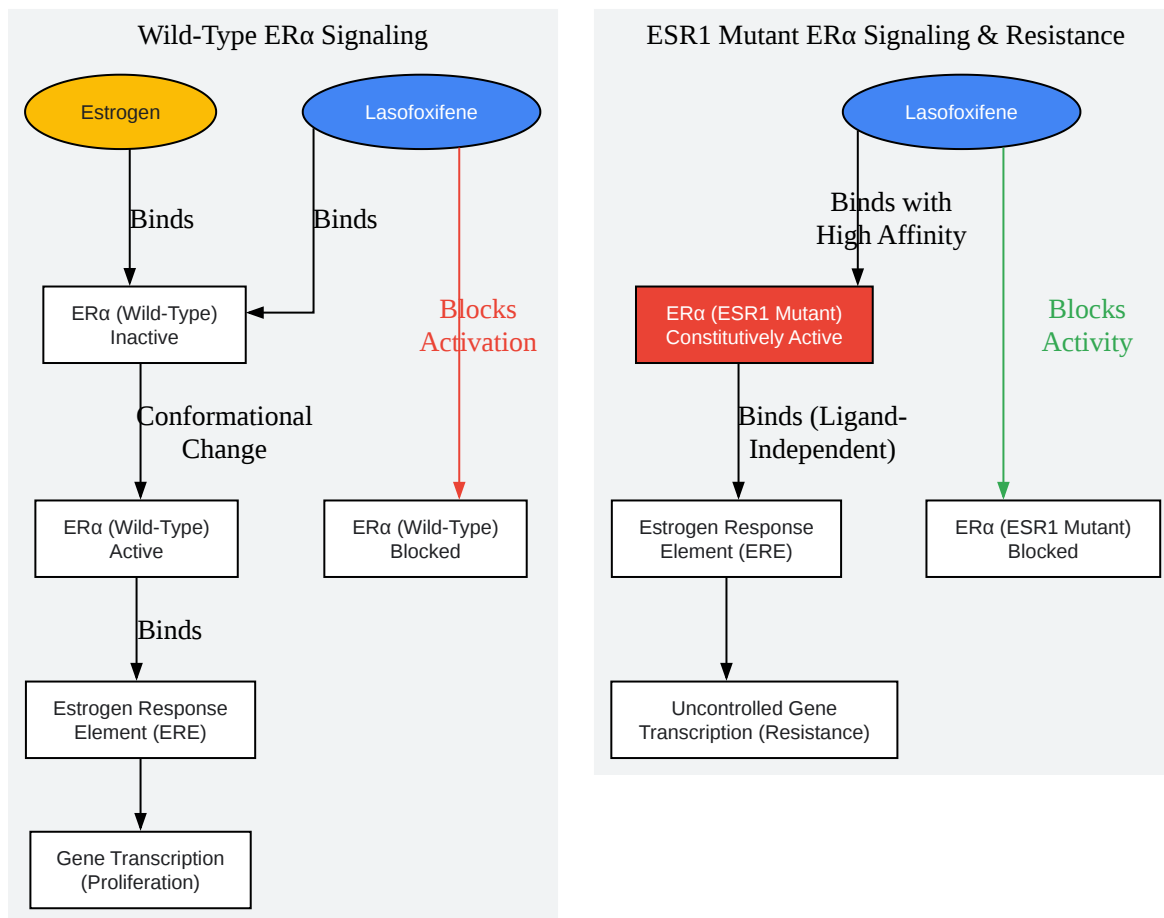 Wild-Type ERα Signaling
Estrogen
Lasofoxifene
Binds
Binds
ERα (Wild-Type)
Inactive
Blocks
Activation
Conformational
Change
ERα (Wild-Type)
Active
ERα (Wild-Type)
Blocked
Binds
Estrogen Response
Element (ERE)
Gene Transcription
(Proliferation)
ESR1 Mutant ERα Signaling & Resistance
Lasofoxifene
Binds with
High Affinity
ERα (ESR1 Mutant)
Constitutively Active
Blocks
Activity
Binds (Ligand-
Independent)
Estrogen Response
Element (ERE)
ERα (ESR1 Mutant)
Blocked
Uncontrolled Gene
Transcription (Resistance)